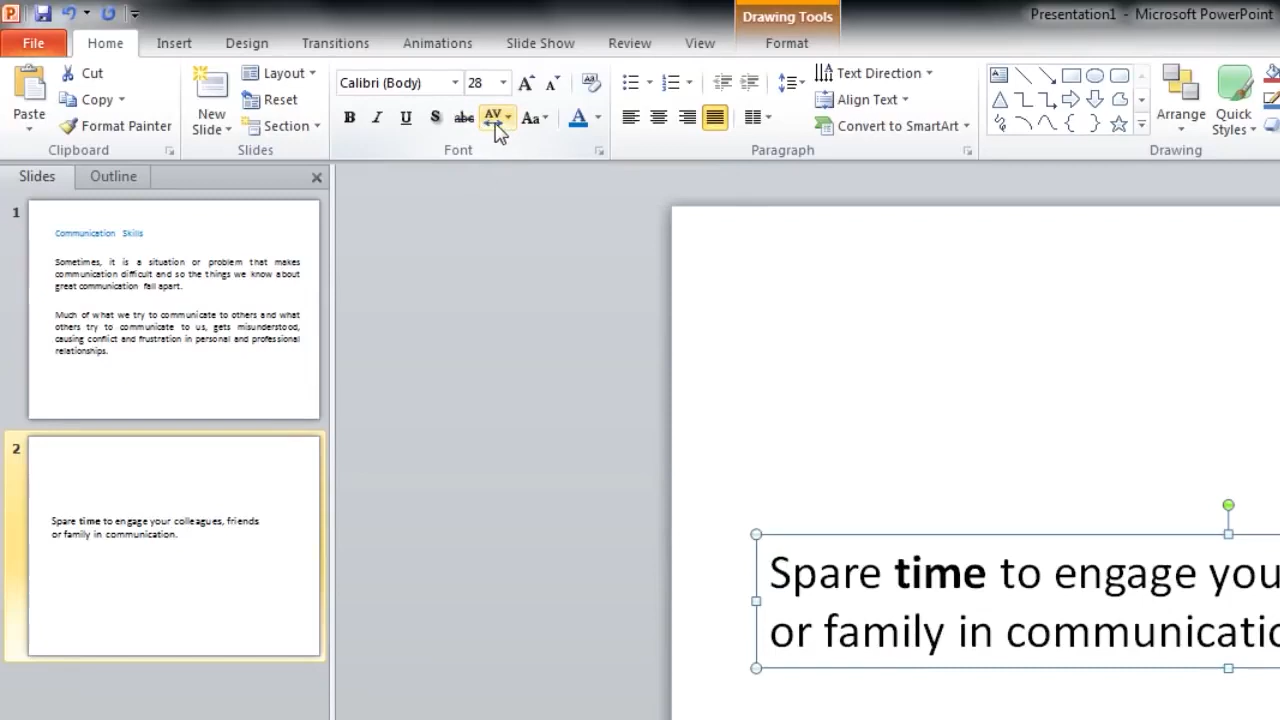 Drawing Tools
Presentation1 - Microsoft PowerPoint
File Home Insert Design Transitions Animations Slide Show Review View Format
Paste
Cut
Copy
Format Painter
Clipboard
New
Slide
Layout
Reset
Section
Slides
Calibri (Body) 28
B I U S abc AV Aa A
Font
Text Direction
Align Text
Convert to SmartArt
Paragraph
Arrange
Quick
Styles
Drawing
Slides Outline
1
Communication Skills
Sometimes, it is a situation or problem that makes
communication difficult and so the things we know about
great communication fall apart.
Much of what we try to communicate to others and what
others try to communicate to us, gets misunderstood,
causing conflict and frustration in personal and professional
relationships.
2
Spare time to engage your colleagues, friends
or family in communication.
Spare time to engage you
or family in communicatio